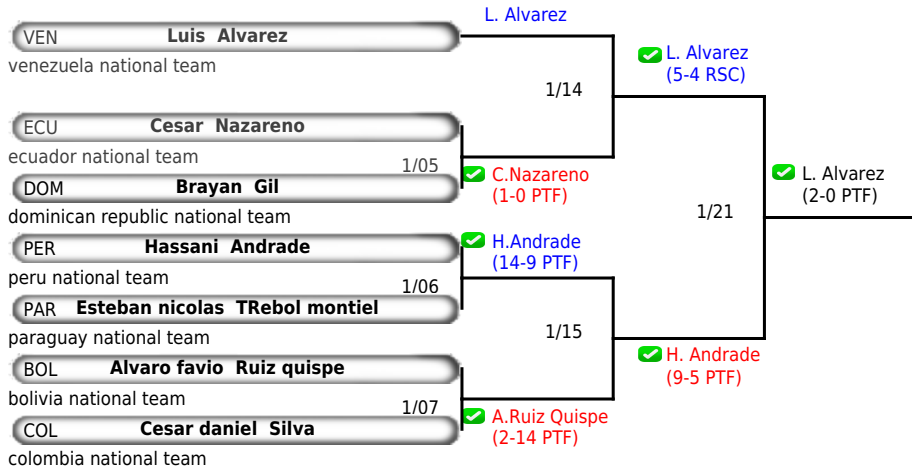 L. Alvarez
VEN Luis Alvarez
venezuela national team
L. Alvarez
(5-4 RSC)
1/14
ECU Cesar Nazareno
ecuador national team
1/05
C.Nazareno
(1-0 PTF)
DOM Brayan Gil
dominican republic national team
L. Alvarez
(2-0 PTF)
1/21
PER Hassani Andrade
peru national team
H.Andrade
(14-9 PTF)
1/06
PAR Esteban nicolas TRebol montiel
paraguay national team
1/15
H. Andrade
(9-5 PTF)
BOL Alvaro favio Ruiz quispe
bolivia national team
1/07
A.Ruiz Quispe
(2-14 PTF)
COL Cesar daniel Silva
colombia national team